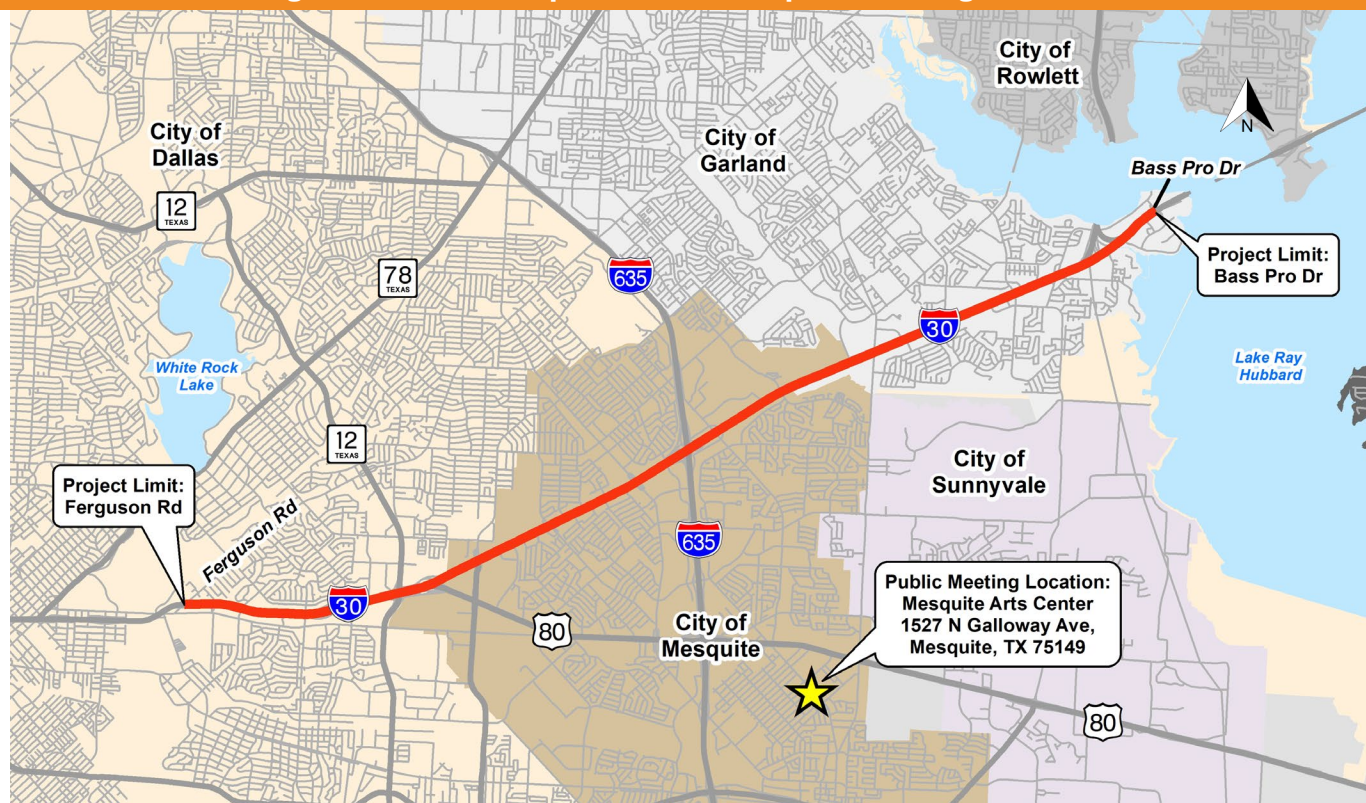 City of
Rowlett
City of
Dallas
City of
Garland
N
Bass Pro Dr
12
TEXAS
Project Limit:
Bass Pro Dr
78
TEXAS
635
30
White Rock
Lake
Lake Ray
Hubbard
12
TEXAS
City of
Sunnyvale
Project Limit:
Ferguson Rd
Ferguson Rd
635
Public Meeting Location:
Mesquite Arts Center
1527 N Galloway Ave,
Mesquite, TX 75149
30
80
City of
Mesquite
80